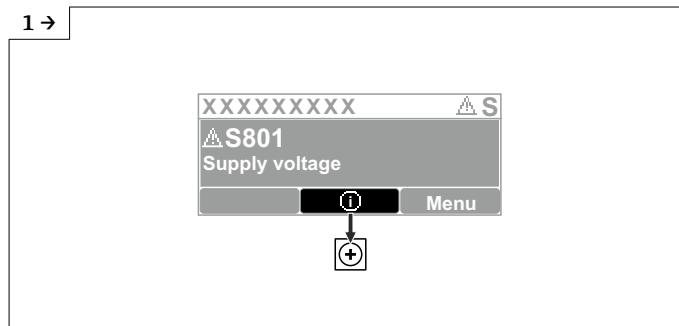 1 →
XXXXXXXXX ⚠ S
⚠S801
Supply voltage
ⓘ Menu
+